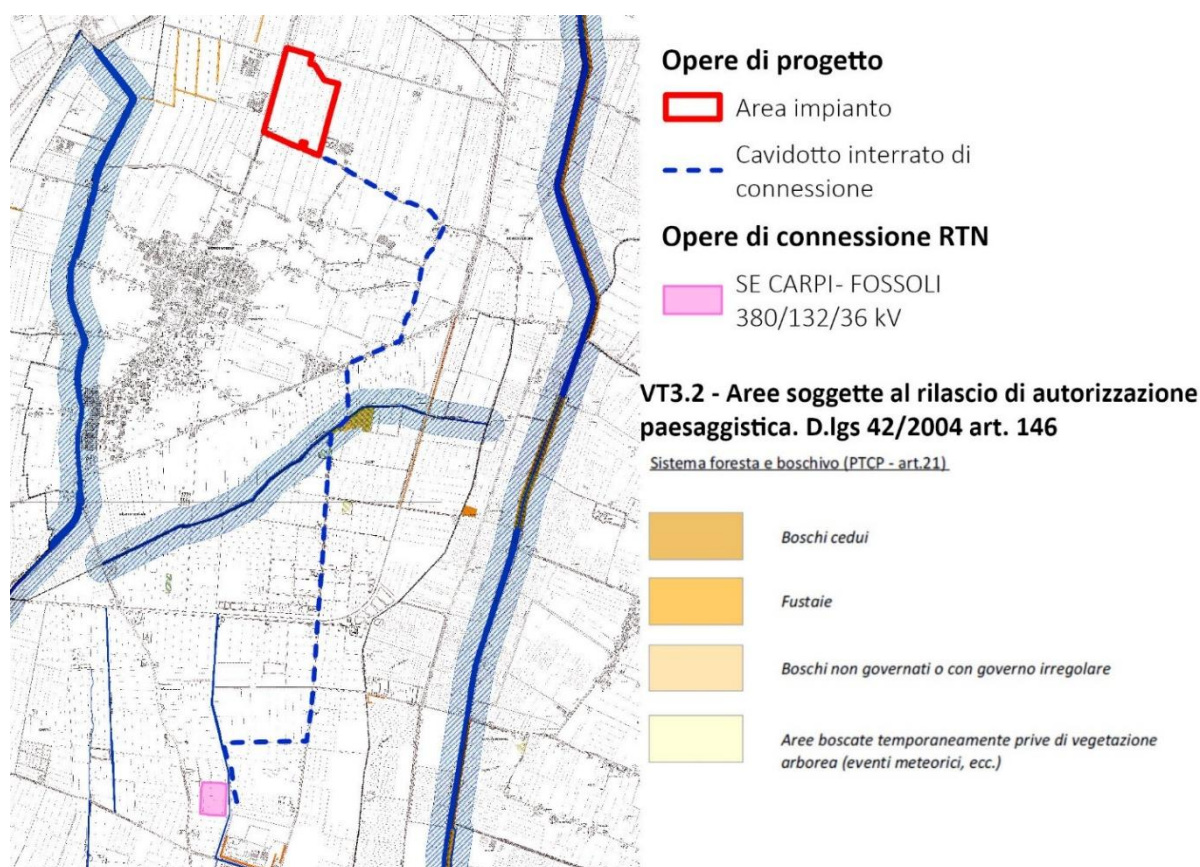 Opere di progetto
Area impianto
Cavidotto interrato di
connessione
Opere di connessione RTN
SE CARPI- FOSSOLI
380/132/36 kV
VT3.2 - Aree soggette al rilascio di autorizzazione
paesaggistica. D.lgs 42/2004 art. 146
Sistema foresta e boschivo (PTCP - art.21)
Boschi cedui
Fustaie
Boschi non governati o con governo irregolare
Aree boscate temporaneamente prive di vegetazione
arborea (eventi meteorici, ecc.)